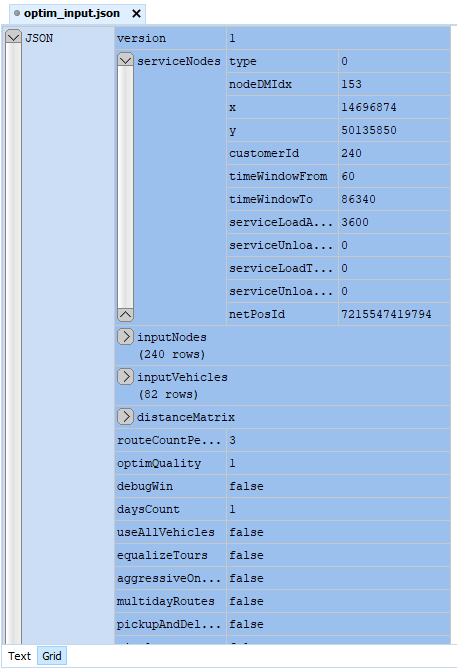 optim_input.json
JSON
version 1
serviceNodes type 0
nodeDMIdx 153
x 14696874
y 50135850
customerId 240
timeWindowFrom 60
timeWindowTo 86340
serviceLoadA... 3600
serviceUnloa... 0
serviceLoadT... 0
serviceUnloa... 0
netPosId 7215547419794
inputNodes
(240 rows)
inputVehicles
(82 rows)
distanceMatrix
routeCountPe... 3
optimQuality 1
debugWin false
daysCount 1
useAllVehicles false
equalizeTours false
aggressiveOn... false
multidayRoutes false
pickupAndDel... false
Text Grid